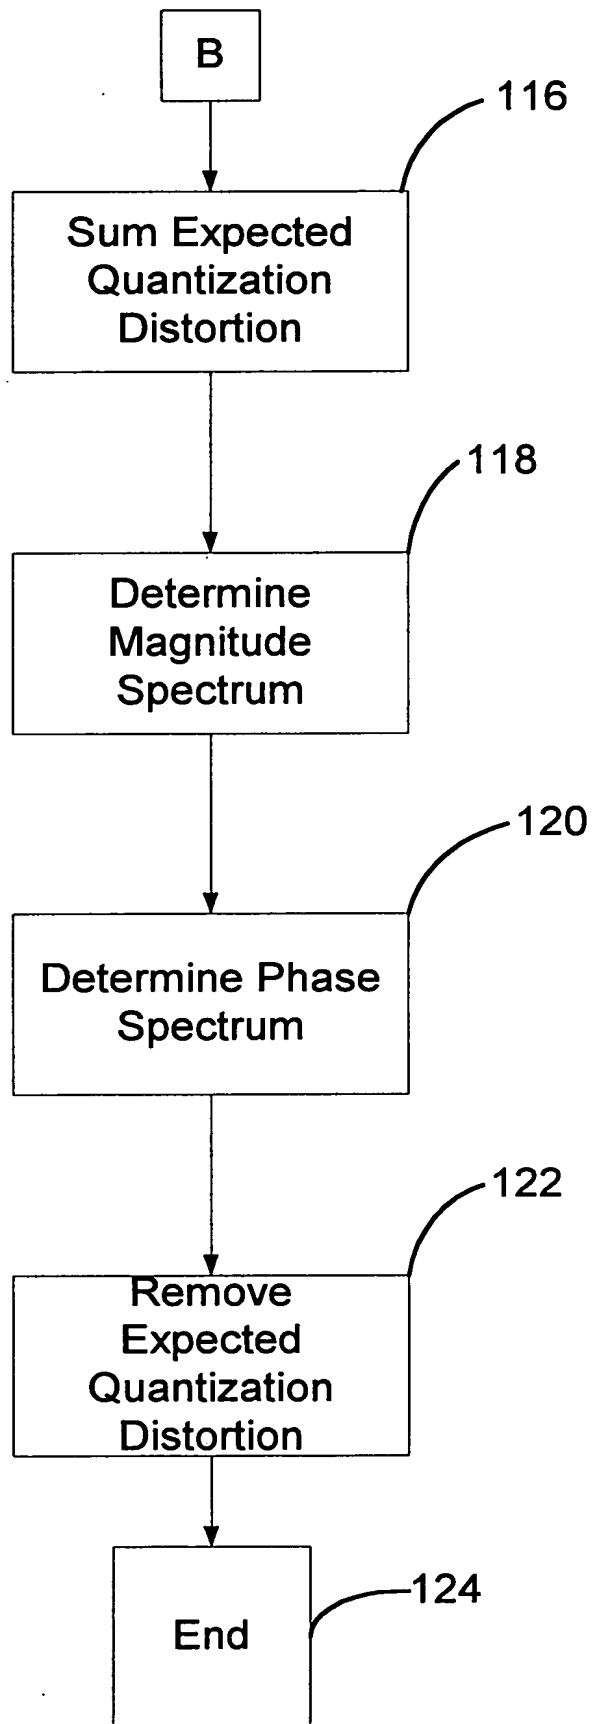 B
116
Sum Expected
Quantization
Distortion
118
Determine
Magnitude
Spectrum
120
Determine Phase
Spectrum
122
Remove
Expected
Quantization
Distortion
124
End